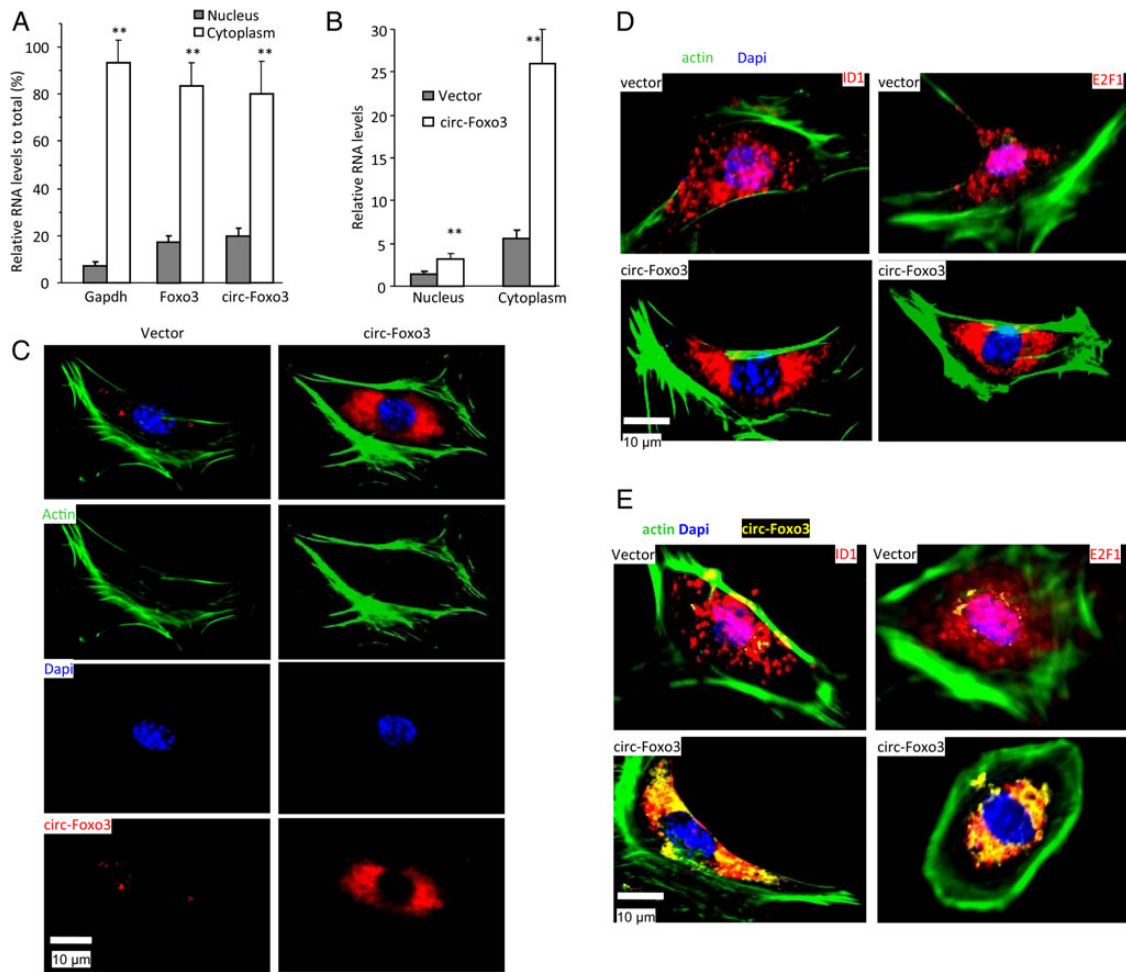 A
Nucleus
Cytoplasm
Relative RNA levels to total (%)
100
80
60
40
20
0
**
**
**
Gapdh
Foxo3
circ-Foxo3
B
Relative RNA levels
30
25
20
15
10
5
0
Vector
circ-Foxo3
**
**
Nucleus
Cytoplasm
C
Vector
circ-Foxo3
Actin
Dapi
circ-Foxo3
10 μm
D
actin Dapi
vector
ID1
vector
E2F1
circ-Foxo3
circ-Foxo3
10 μm
E
actin Dapi circ-Foxo3
Vector
ID1
Vector
E2F1
circ-Foxo3
circ-Foxo3
10 μm